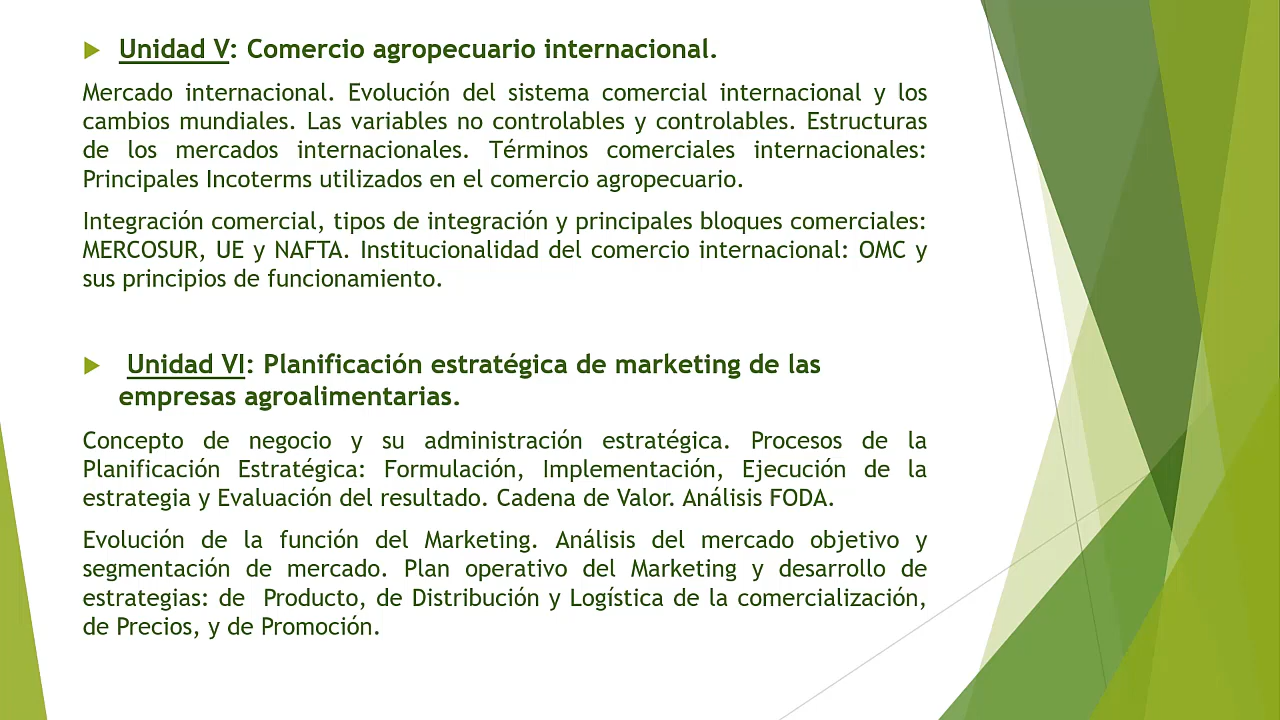 Unidad V: Comercio agropecuario internacional.
Mercado internacional. Evolución del sistema comercial internacional y los
cambios mundiales. Las variables no controlables y controlables. Estructuras
de los mercados internacionales. Términos comerciales internacionales:
Principales Incoterms utilizados en el comercio agropecuario.
Integración comercial, tipos de integración y principales bloques comerciales:
MERCOSUR, UE y NAFTA. Institucionalidad del comercio internacional: OMC y
sus principios de funcionamiento.
Unidad VI: Planificación estratégica de marketing de las
empresas agroalimentarias.
Concepto de negocio y su administración estratégica. Procesos de la
Planificación Estratégica: Formulación, Implementación, Ejecución de la
estrategia y Evaluación del resultado. Cadena de Valor. Análisis FODA.
Evolución de la función del Marketing. Análisis del mercado objetivo y
segmentación de mercado. Plan operativo del Marketing y desarrollo de
estrategias: de Producto, de Distribución y Logística de la comercialización,
de Precios, y de Promoción.